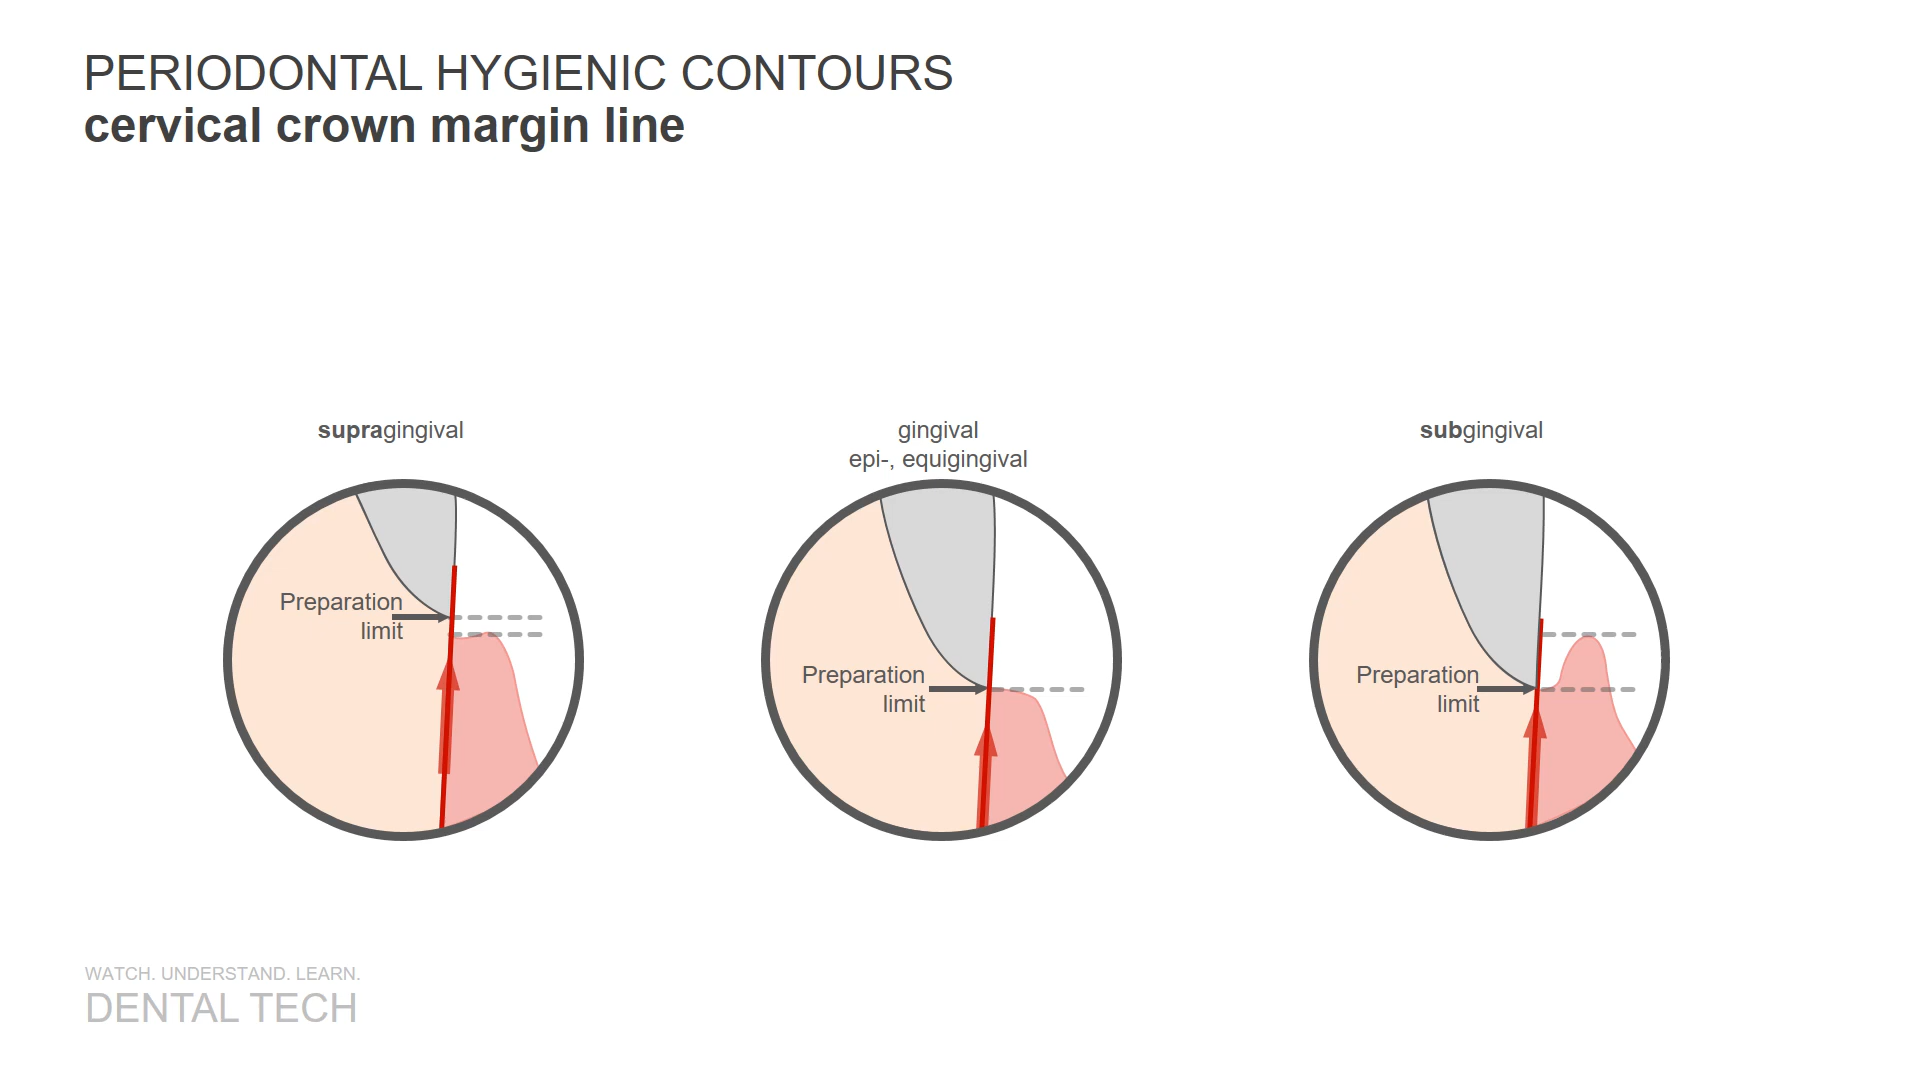 PERIODONTAL HYGIENIC CONTOURS
cervical crown margin line
supragingival
gingival
epi-, equigingival
subgingival
Preparation
limit
Preparation
limit
Preparation
limit
WATCH. UNDERSTAND. LEARN.
DENTAL TECH